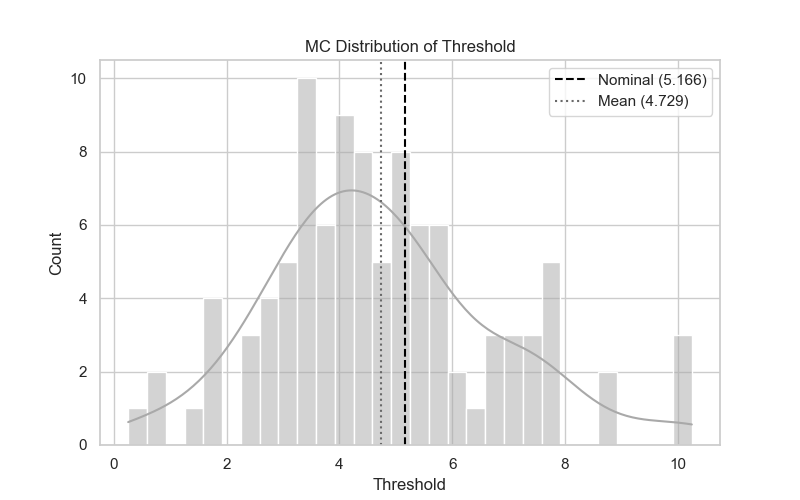 MC Distribution of Threshold
Nominal (5.166)
Mean (4.729)
10
8
6
4
2
0
Count
0 2 4 6 8 10
Threshold